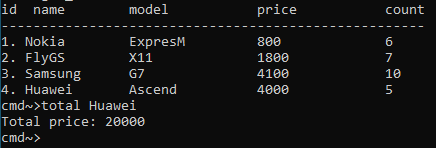 id name model price count
----------------------------------------------------
1. Nokia ExpresM 800 6
2. FlyGS X11 1800 7
3. Samsung G7 4100 10
4. Huawei Ascend 4000 5
cmd~>total Huawei
Total price: 20000
cmd~>